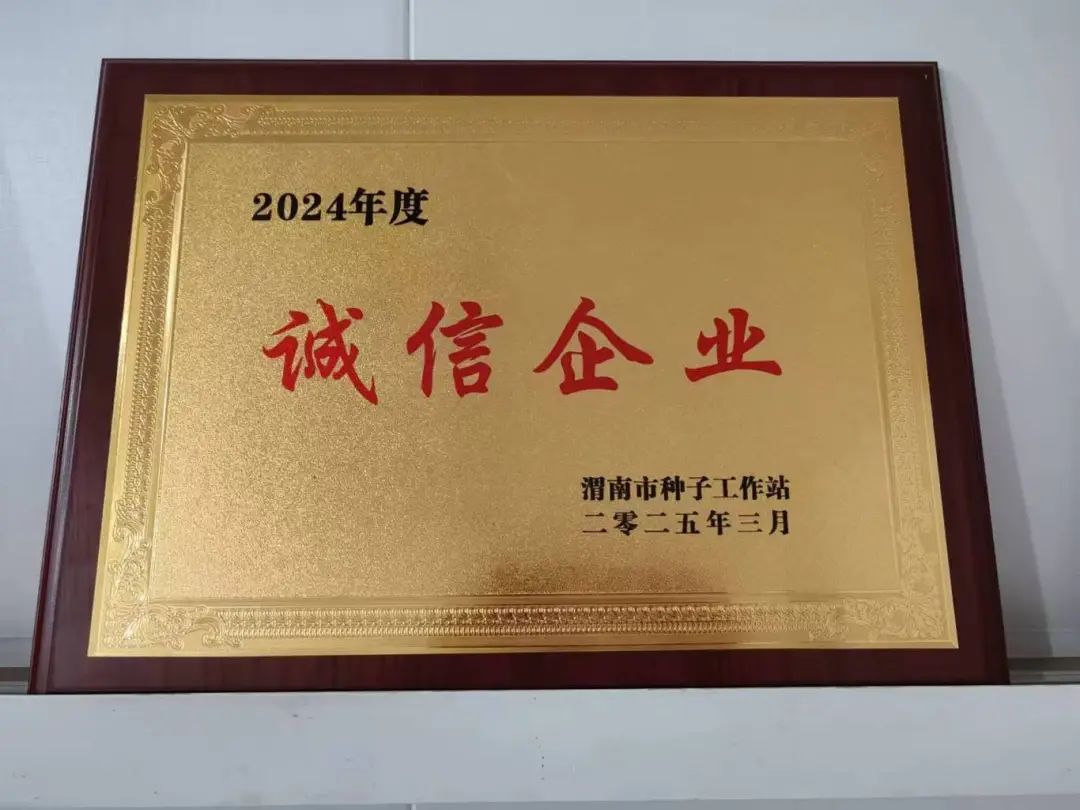 2024年度
诚信企业
渭南市种子工作站
二零二五年三月